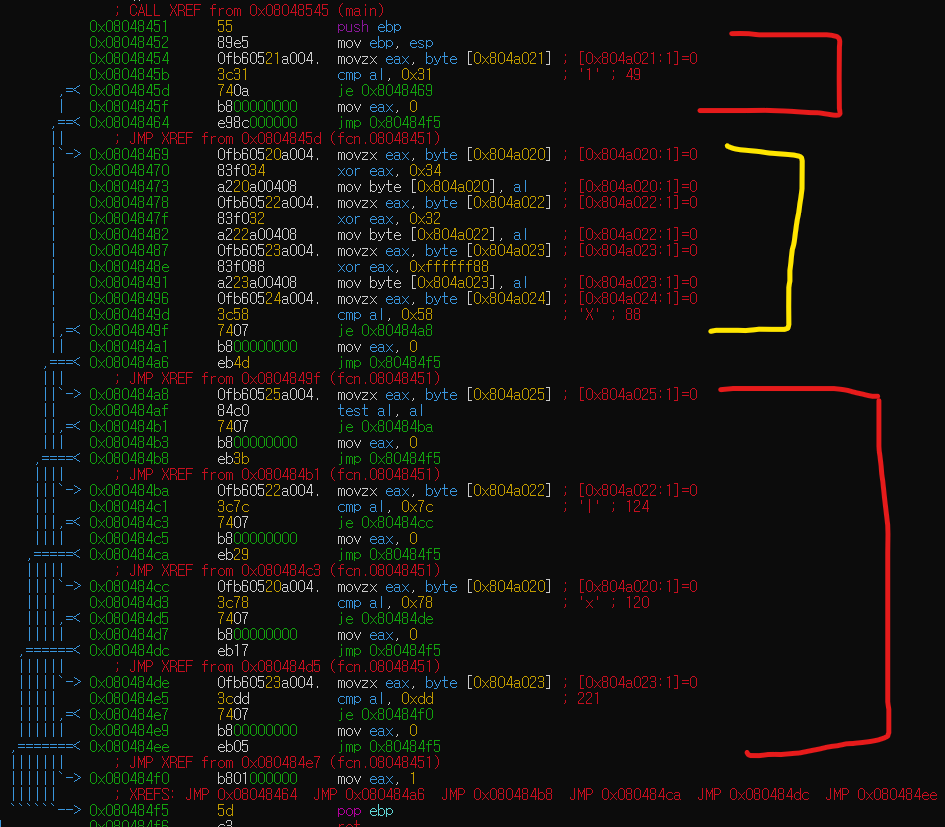 ; CALL XREF from 0x08048545 (main)
0x08048451 55 push ebp
0x08048452 89e5 mov ebp, esp
0x08048454 0fb60521a004. movzx eax, byte [0x804a021] ; [0x804a021:1]=0
0x0804845b 3c31 cmp al, 0x31 ; '1' ; 49
,=< 0x0804845d 740a je 0x8048469
| 0x0804845f b800000000 mov eax, 0
,==< 0x08048464 e98c000000 jmp 0x80484f5
|| ; JMP XREF from 0x0804845d (fcn.08048451)
|`-> 0x08048469 0fb60520a004. movzx eax, byte [0x804a020] ; [0x804a020:1]=0
| 0x08048470 83f034 xor eax, 0x34
| 0x08048473 a220a00408 mov byte [0x804a020], al ; [0x804a020:1]=0
| 0x08048478 0fb60522a004. movzx eax, byte [0x804a022] ; [0x804a022:1]=0
| 0x0804847f 83f032 xor eax, 0x32
| 0x08048482 a222a00408 mov byte [0x804a022], al ; [0x804a022:1]=0
| 0x08048487 0fb60523a004. movzx eax, byte [0x804a023] ; [0x804a023:1]=0
| 0x0804848e 83f088 xor eax, 0xffffff88
| 0x08048491 a223a00408 mov byte [0x804a023], al ; [0x804a023:1]=0
| 0x08048496 0fb60524a004. movzx eax, byte [0x804a024] ; [0x804a024:1]=0
| 0x0804849d 3c58 cmp al, 0x58 ; 'X' ; 88
|,=< 0x0804849f 7407 je 0x80484a8
|| 0x080484a1 b800000000 mov eax, 0
,===< 0x080484a6 eb4d jmp 0x80484f5
||| ; JMP XREF from 0x0804849f (fcn.08048451)
||`-> 0x080484a8 0fb60525a004. movzx eax, byte [0x804a025] ; [0x804a025:1]=0
|| 0x080484af 84c0 test al, al
||,=< 0x080484b1 7407 je 0x80484ba
||| 0x080484b3 b800000000 mov eax, 0
,====< 0x080484b8 eb3b jmp 0x80484f5
|||| ; JMP XREF from 0x080484b1 (fcn.08048451)
|||`-> 0x080484ba 0fb60522a004. movzx eax, byte [0x804a022] ; [0x804a022:1]=0
||| 0x080484c1 3c7c cmp al, 0x7c ; '|' ; 124
|||,=< 0x080484c3 7407 je 0x80484cc
|||| 0x080484c5 b800000000 mov eax, 0
,=====< 0x080484ca eb29 jmp 0x80484f5
||||| ; JMP XREF from 0x080484c3 (fcn.08048451)
||||`-> 0x080484cc 0fb60520a004. movzx eax, byte [0x804a020] ; [0x804a020:1]=0
|||| 0x080484d3 3c78 cmp al, 0x78 ; 'x' ; 120
||||,=< 0x080484d5 7407 je 0x80484de
||||| 0x080484d7 b800000000 mov eax, 0
,======< 0x080484dc eb17 jmp 0x80484f5
|||||| ; JMP XREF from 0x080484d5 (fcn.08048451)
|||||`-> 0x080484de 0fb60523a004. movzx eax, byte [0x804a023] ; [0x804a023:1]=0
||||| 0x080484e5 3cdd cmp al, 0xdd ; 221
|||||,=< 0x080484e7 7407 je 0x80484f0
|||||| 0x080484e9 b800000000 mov eax, 0
,=======< 0x080484ee eb05 jmp 0x80484f5
||||||| ; JMP XREF from 0x080484e7 (fcn.08048451)
||||||`-> 0x080484f0 b801000000 mov eax, 1
|||||| ; XREFS: JMP 0x08048464 JMP 0x080484a6 JMP 0x080484b8 JMP 0x080484ca JMP 0x080484dc JMP 0x080484ee
``````--> 0x080484f5 5d pop ebp
0x080484f6 c3 ret